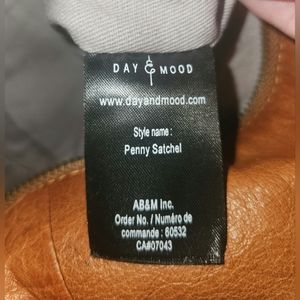 DAY & MOOD
www.dayandmood.com
Style name :
Penny Satchel
AB&M Inc.
Order No. / Numéro de
commande : 60532
CA#07043